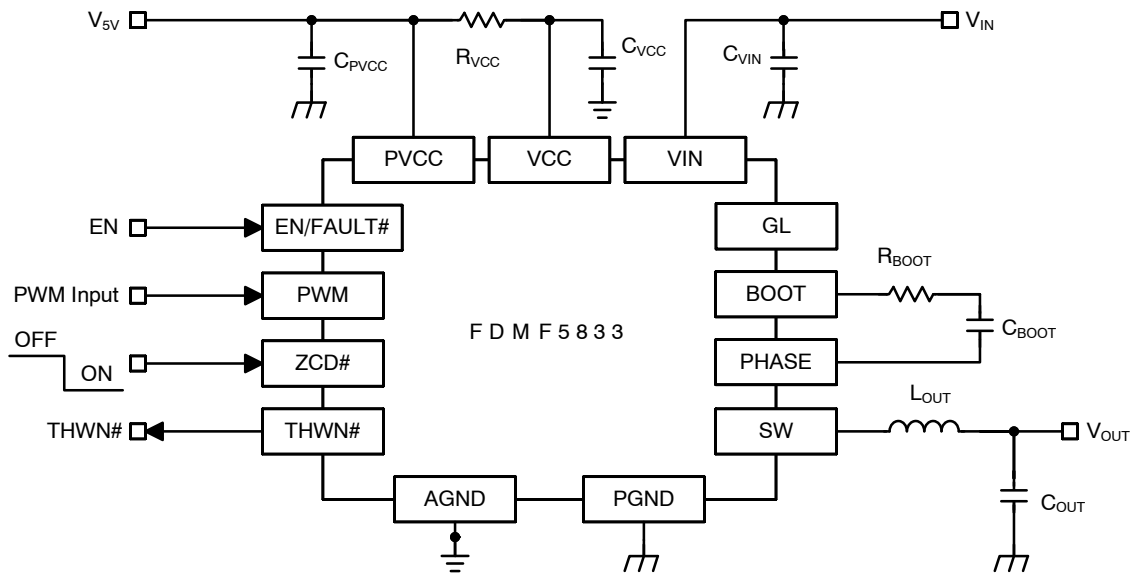 V5V
VIN
CPVCC
RVCC
CVCC
CVIN
PVCC
VCC
VIN
EN
EN/FAULT#
GL
RBOOT
PWM Input
PWM
BOOT
FDMF5833
CBOOT
OFF
ON
ZCD#
PHASE
LOUT
THWN#
THWN#
SW
VOUT
AGND
PGND
COUT